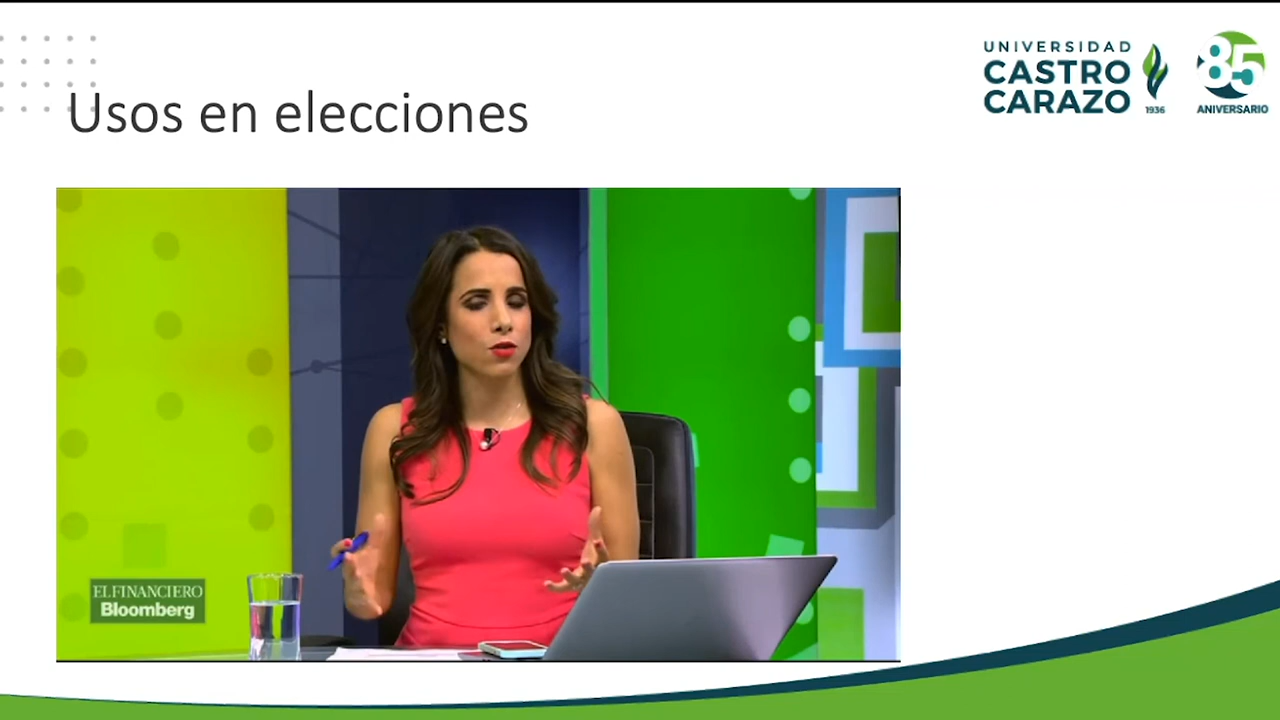 Usos en elecciones
UNIVERSIDAD
CASTRO
CARAZO
1936
85
ANIVERSARIO
EL FINANCIERO
Bloomberg